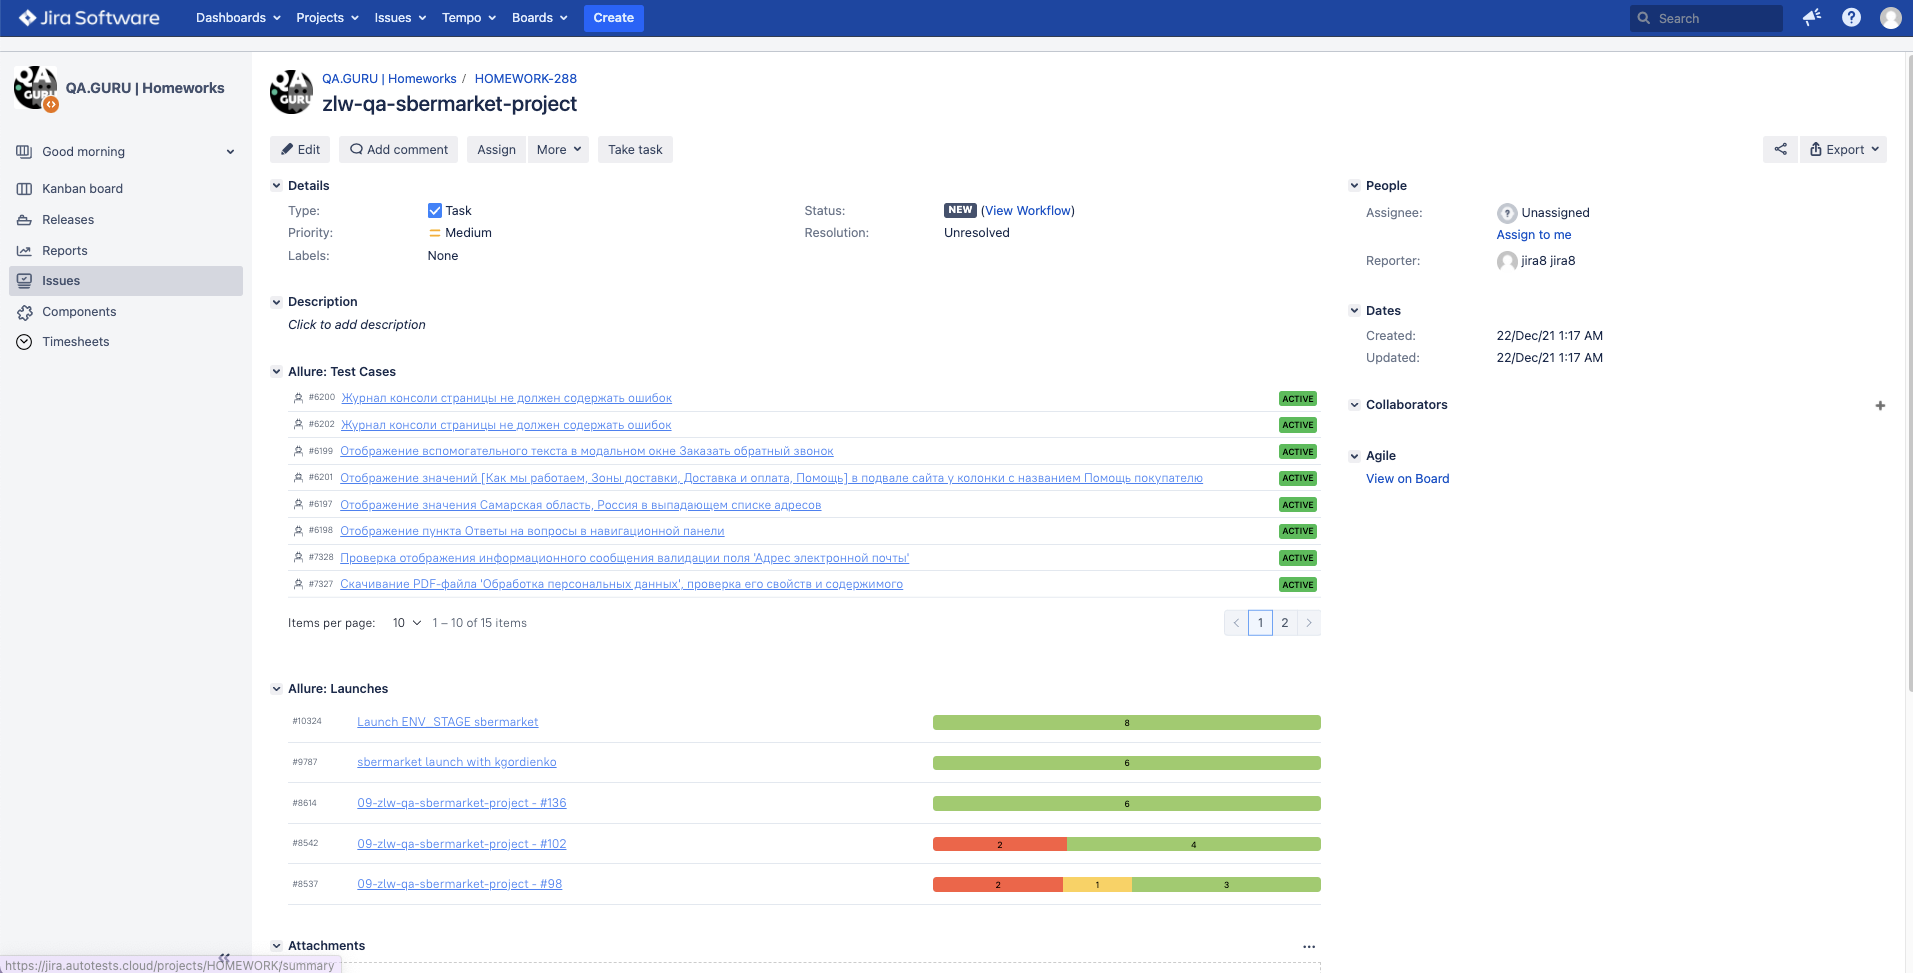 Jira Software
Dashboards Projects Issues Tempo Boards Create
Search
QA GURU
QA.GURU | Homeworks
Good morning
Kanban board
Releases
Reports
Issues
Components
Timesheets
QA GURU
QA.GURU | Homeworks / HOMEWORK-288
zlw-qa-sbermarket-project
Edit Add comment Assign More Take task
Export
Details
Type: Task
Status: NEW (View Workflow)
Priority: Medium
Resolution: Unresolved
Labels: None
Description
Click to add description
Allure: Test Cases
#6200 Журнал консоли страницы не должен содержать ошибок ACTIVE
#6202 Журнал консоли страницы не должен содержать ошибок ACTIVE
#6199 Отображение вспомогательного текста в модальном окне Заказать обратный звонок ACTIVE
#6201 Отображение значений [Как мы работаем, Зоны доставки, Доставка и оплата, Помощь] в подвале сайта у колонки с названием Помощь покупателю ACTIVE
#6197 Отображение значения Самарская область, Россия в выпадающем списке адресов ACTIVE
#6198 Отображение пункта Ответы на вопросы в навигационной панели ACTIVE
#7328 Проверка отображения информационного сообщения валидации поля 'Адрес электронной почты' ACTIVE
#7327 Скачивание PDF-файла 'Обработка персональных данных', проверка его свойств и содержимого ACTIVE
Items per page: 10 1 – 10 of 15 items
1 2
Allure: Launches
#10324 Launch ENV_STAGE sbermarket 8
#9787 sbermarket launch with kgordienko 6
#8614 09-zlw-qa-sbermarket-project - #136 6
#8542 09-zlw-qa-sbermarket-project - #102 2 4
#8537 09-zlw-qa-sbermarket-project - #98 2 1 3
Attachments
People
Assignee: Unassigned
Assign to me
Reporter: jira8 jira8
Dates
Created: 22/Dec/21 1:17 AM
Updated: 22/Dec/21 1:17 AM
Collaborators
Agile
View on Board
https://jira.autotests.cloud/projects/HOMEWORK/summary